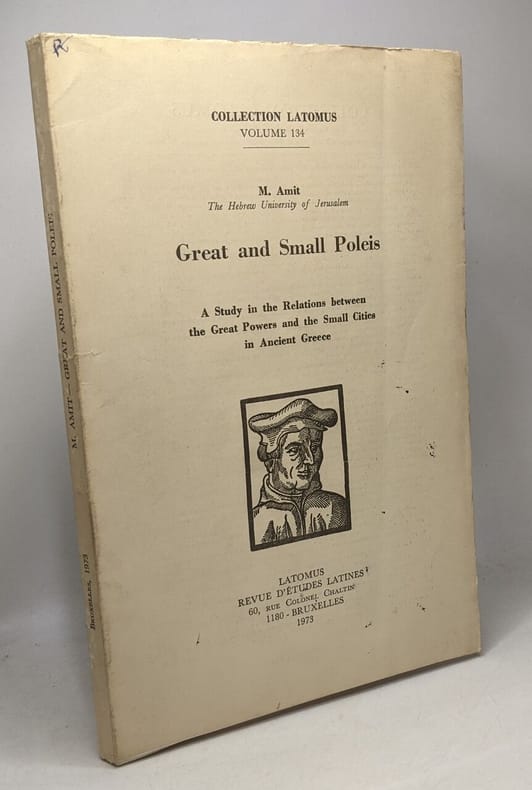 R
COLLECTION LATOMUS
VOLUME 134
M. Amit
The Hebrew University of Jerusalem
Great and Small Poleis
A Study in the Relations between
the Great Powers and the Small Cities
in Ancient Greece
LATOMUS
REVUE D'ÉTUDES LATINES
60, RUE COLONEL CHALTIN
1180 - BRUXELLES
1973
M. AMIT — GREAT AND SMALL POLEIS
BRUXELLES, 1973